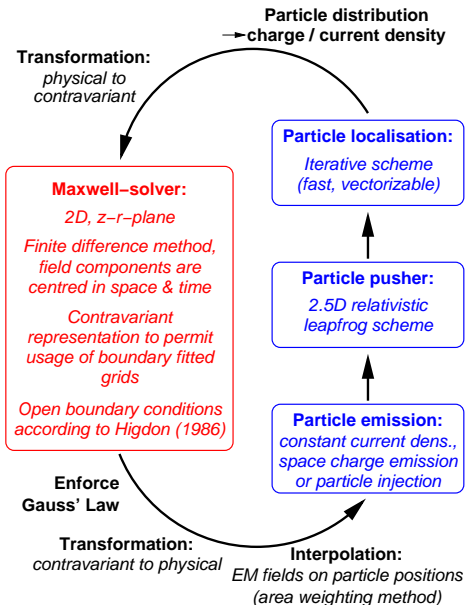 Particle distribution
→charge / current density
Transformation:
physical to
contravariant
Maxwell–solver:
2D, z–r–plane
Finite difference method,
field components are
centred in space & time
Contravariant
representation to permit
usage of boundary fitted
grids
Open boundary conditions
according to Higdon (1986)
Particle localisation:
Iterative scheme
(fast, vectorizable)
Particle pusher:
2.5D relativistic
leapfrog scheme
Particle emission:
constant current dens.,
space charge emission
or particle injection
Enforce
Gauss' Law
Transformation:
contravariant to physical
Interpolation:
EM fields on particle positions
(area weighting method)